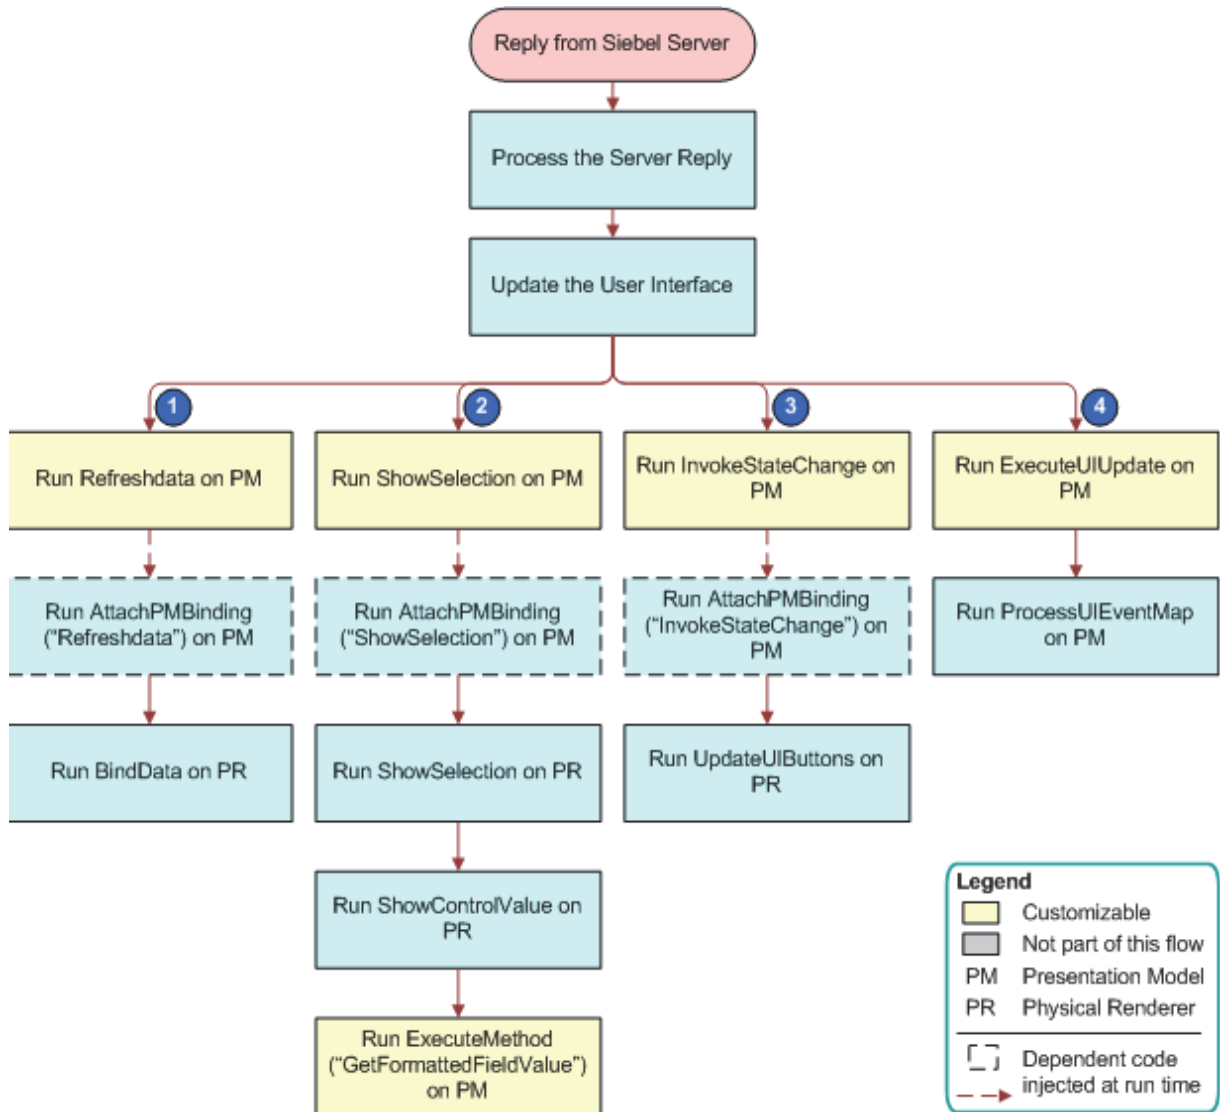 Reply from Siebel Server
Process the Server Reply
Update the User Interface
1
2
3
4
Run Refreshdata on PM
Run ShowSelection on PM
Run InvokeStateChange on
PM
Run ExecuteUIUpdate on
PM
Run AttachPMBinding
(“Refreshdata”) on PM
Run AttachPMBinding
(“ShowSelection”) on PM
Run AttachPMBinding
(“InvokeStateChange”) on
PM
Run ProcessUIEventMap
on PM
Run BindData on PR
Run ShowSelection on PR
Run UpdateUIButtons on
PR
Run ShowControlValue on
PR
Run ExecuteMethod
(“GetFormattedFieldValue”)
on PM
Legend
Customizable
Not part of this flow
PM Presentation Model
PR Physical Renderer
Dependent code
injected at run time